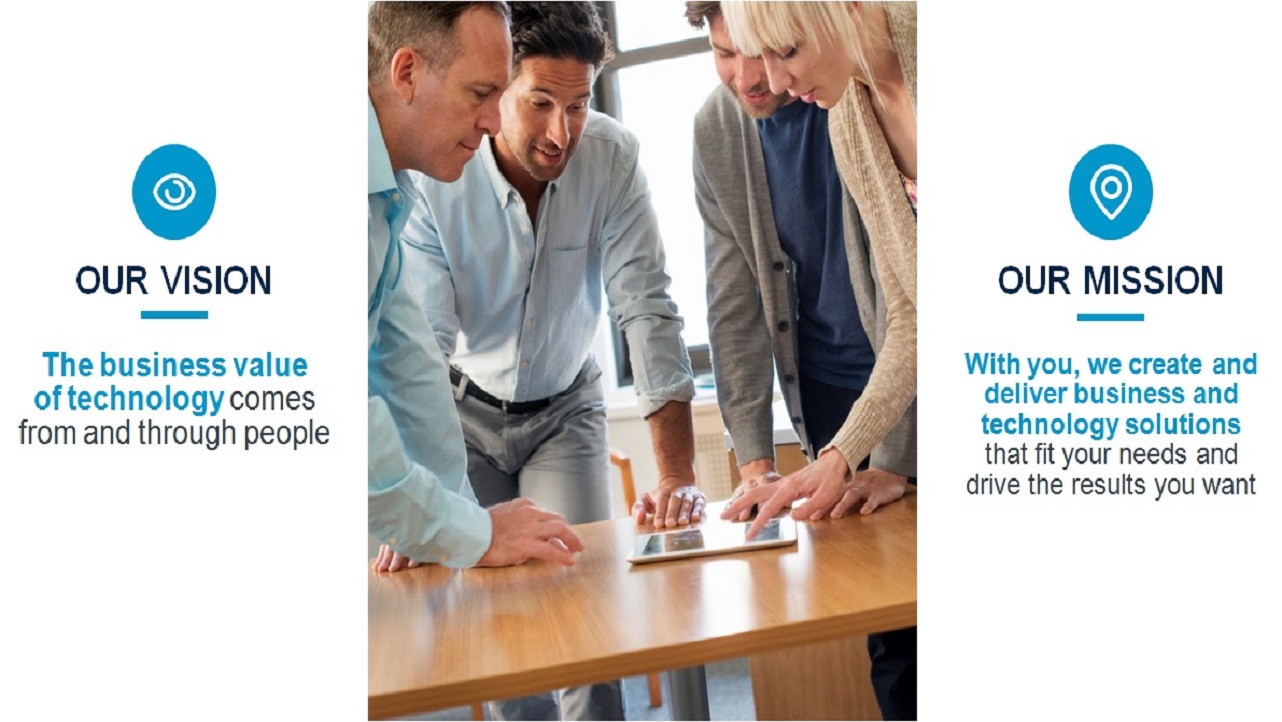 OUR VISION
The business value
of technology comes
from and through people
OUR MISSION
With you, we create and
deliver business and
technology solutions
that fit your needs and
drive the results you want